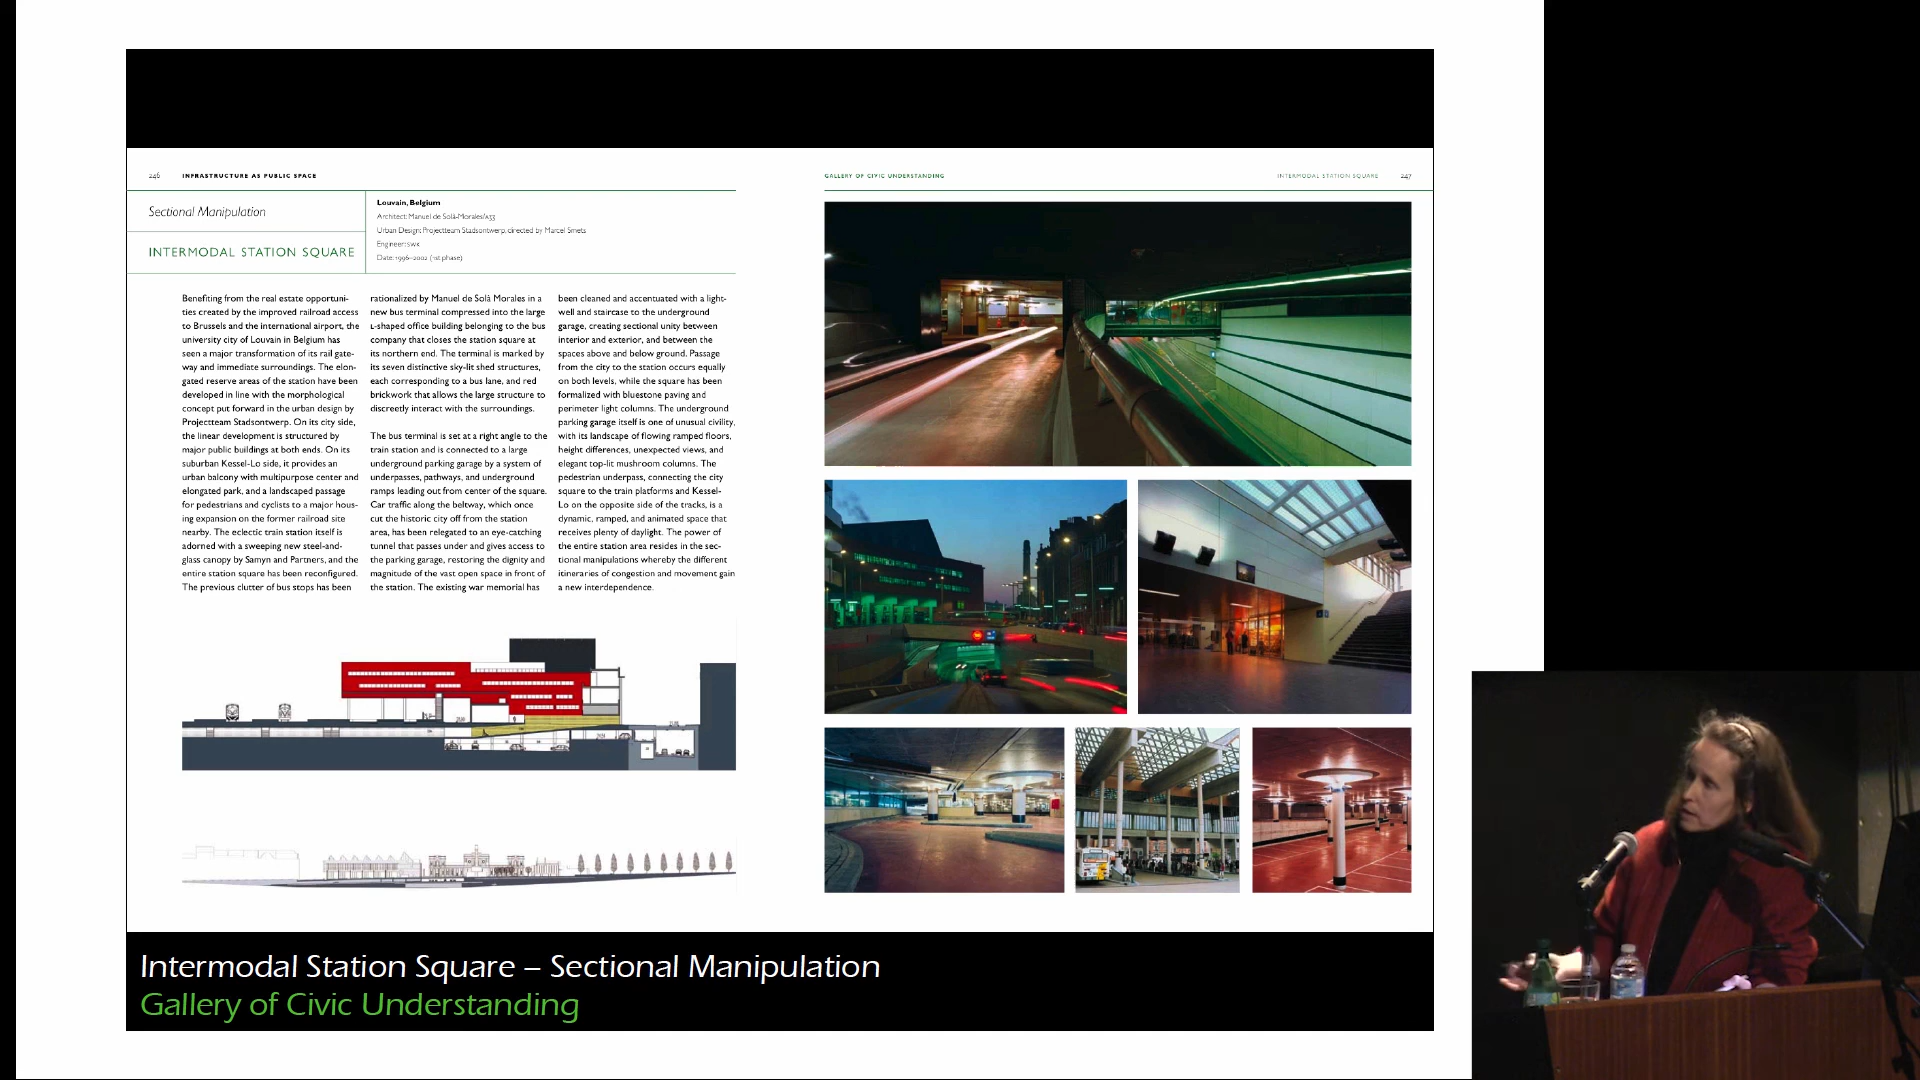 246 INFRASTRUCTURE AS PUBLIC SPACE
Sectional Manipulation
INTERMODAL STATION SQUARE
Louvain, Belgium
Architect: Manuel de Solà-Morales/A33
Urban Design: Projectteam Stadsontwerp, directed by Marcel Smets
Engineer: SWK
Date: 1996–2002 (1st phase)
Benefiting from the real estate opportuni-
ties created by the improved railroad access
to Brussels and the international airport, the
university city of Louvain in Belgium has
seen a major transformation of its rail gate-
way and immediate surroundings. The elon-
gated reserve areas of the station have been
developed in line with the morphological
concept put forward in the urban design by
Projectteam Stadsontwerp. On its city side,
the linear development is structured by
major public buildings at both ends. On its
suburban Kessel-Lo side, it provides an
urban balcony with multipurpose center and
elongated park, and a landscaped passage
for pedestrians and cyclists to a major hous-
ing expansion on the former railroad site
nearby. The eclectic train station itself is
adorned with a sweeping new steel-and-
glass canopy by Samyn and Partners, and the
entire station square has been reconfigured.
The previous clutter of bus stops has been
rationalized by Manuel de Solà Morales in a
new bus terminal compressed into the large
L-shaped office building belonging to the bus
company that closes the station square at
its northern end. The terminal is marked by
its seven distinctive sky-lit shed structures,
each corresponding to a bus lane, and red
brickwork that allows the large structure to
discreetly interact with the surroundings.
The bus terminal is set at a right angle to the
train station and is connected to a large
underground parking garage by a system of
underpasses, pathways, and underground
ramps leading out from center of the square.
Car traffic along the beltway, which once
cut the historic city off from the station
area, has been relegated to an eye-catching
tunnel that passes under and gives access to
the parking garage, restoring the dignity and
magnitude of the vast open space in front of
the station. The existing war memorial has
been cleaned and accentuated with a light-
well and staircase to the underground
garage, creating sectional unity between
interior and exterior, and between the
spaces above and below ground. Passage
from the city to the station occurs equally
on both levels, while the square has been
formalized with bluestone paving and
perimeter light columns. The underground
parking garage itself is one of unusual civility,
with its landscape of flowing ramped floors,
height differences, unexpected views, and
elegant top-lit mushroom columns. The
pedestrian underpass, connecting the city
square to the train platforms and Kessel-
Lo on the opposite side of the tracks, is a
dynamic, ramped, and animated space that
receives plenty of daylight. The power of
the entire station area resides in the sec-
tional manipulations whereby the different
itineraries of congestion and movement gain
a new interdependence.
GALLERY OF CIVIC UNDERSTANDING
INTERMODAL STATION SQUARE 247
Intermodal Station Square – Sectional Manipulation
Gallery of Civic Understanding